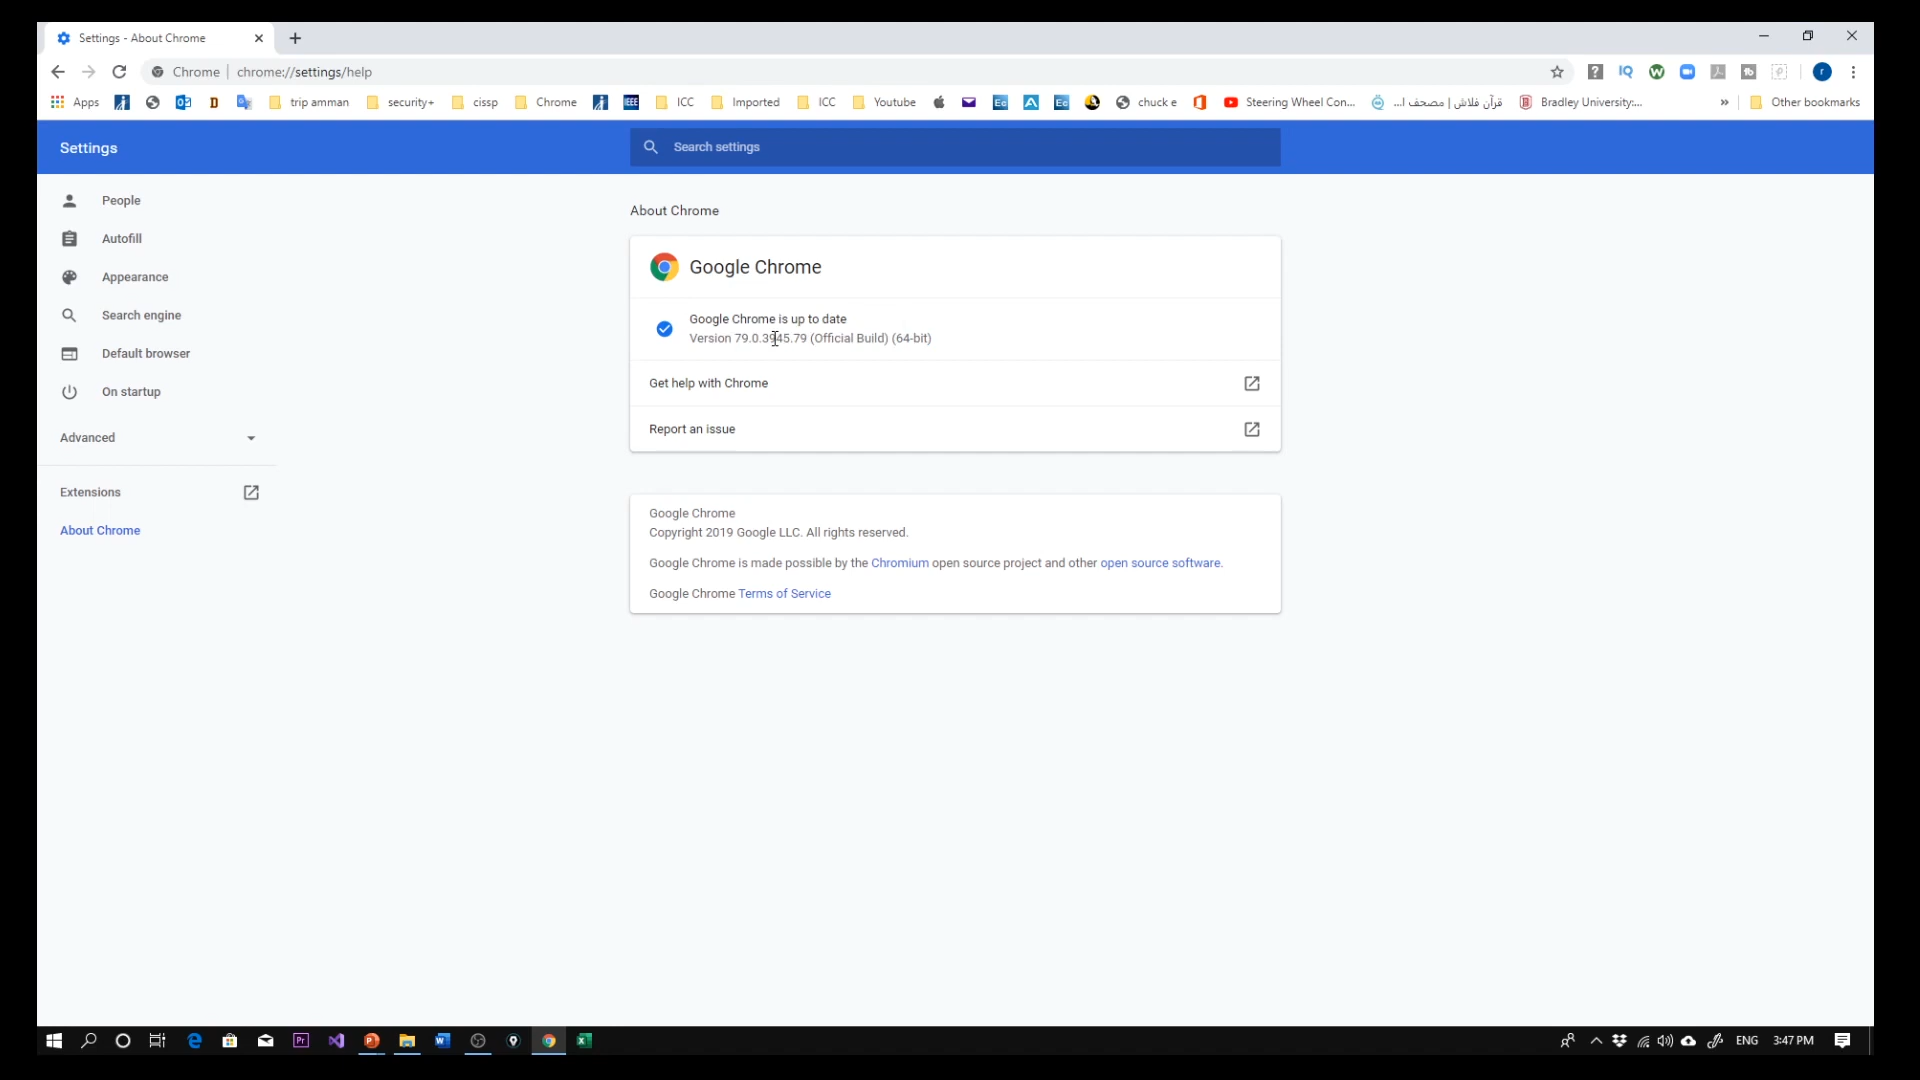 Settings - About Chrome
Chrome | chrome://settings/help
Apps trip amman security+ cissp Chrome IEEE ICC Imported ICC Youtube chuck e Steering Wheel Con... قرآن فلاش | مصحف ا... Bradley University:... » Other bookmarks
Settings
Search settings
People
Autofill
Appearance
Search engine
Default browser
On startup
Advanced
Extensions
About Chrome
About Chrome
Google Chrome
Google Chrome is up to date
Version 79.0.3945.79 (Official Build) (64-bit)
Get help with Chrome
Report an issue
Google Chrome
Copyright 2019 Google LLC. All rights reserved.
Google Chrome is made possible by the Chromium open source project and other open source software.
Google Chrome Terms of Service
ENG 3:47 PM